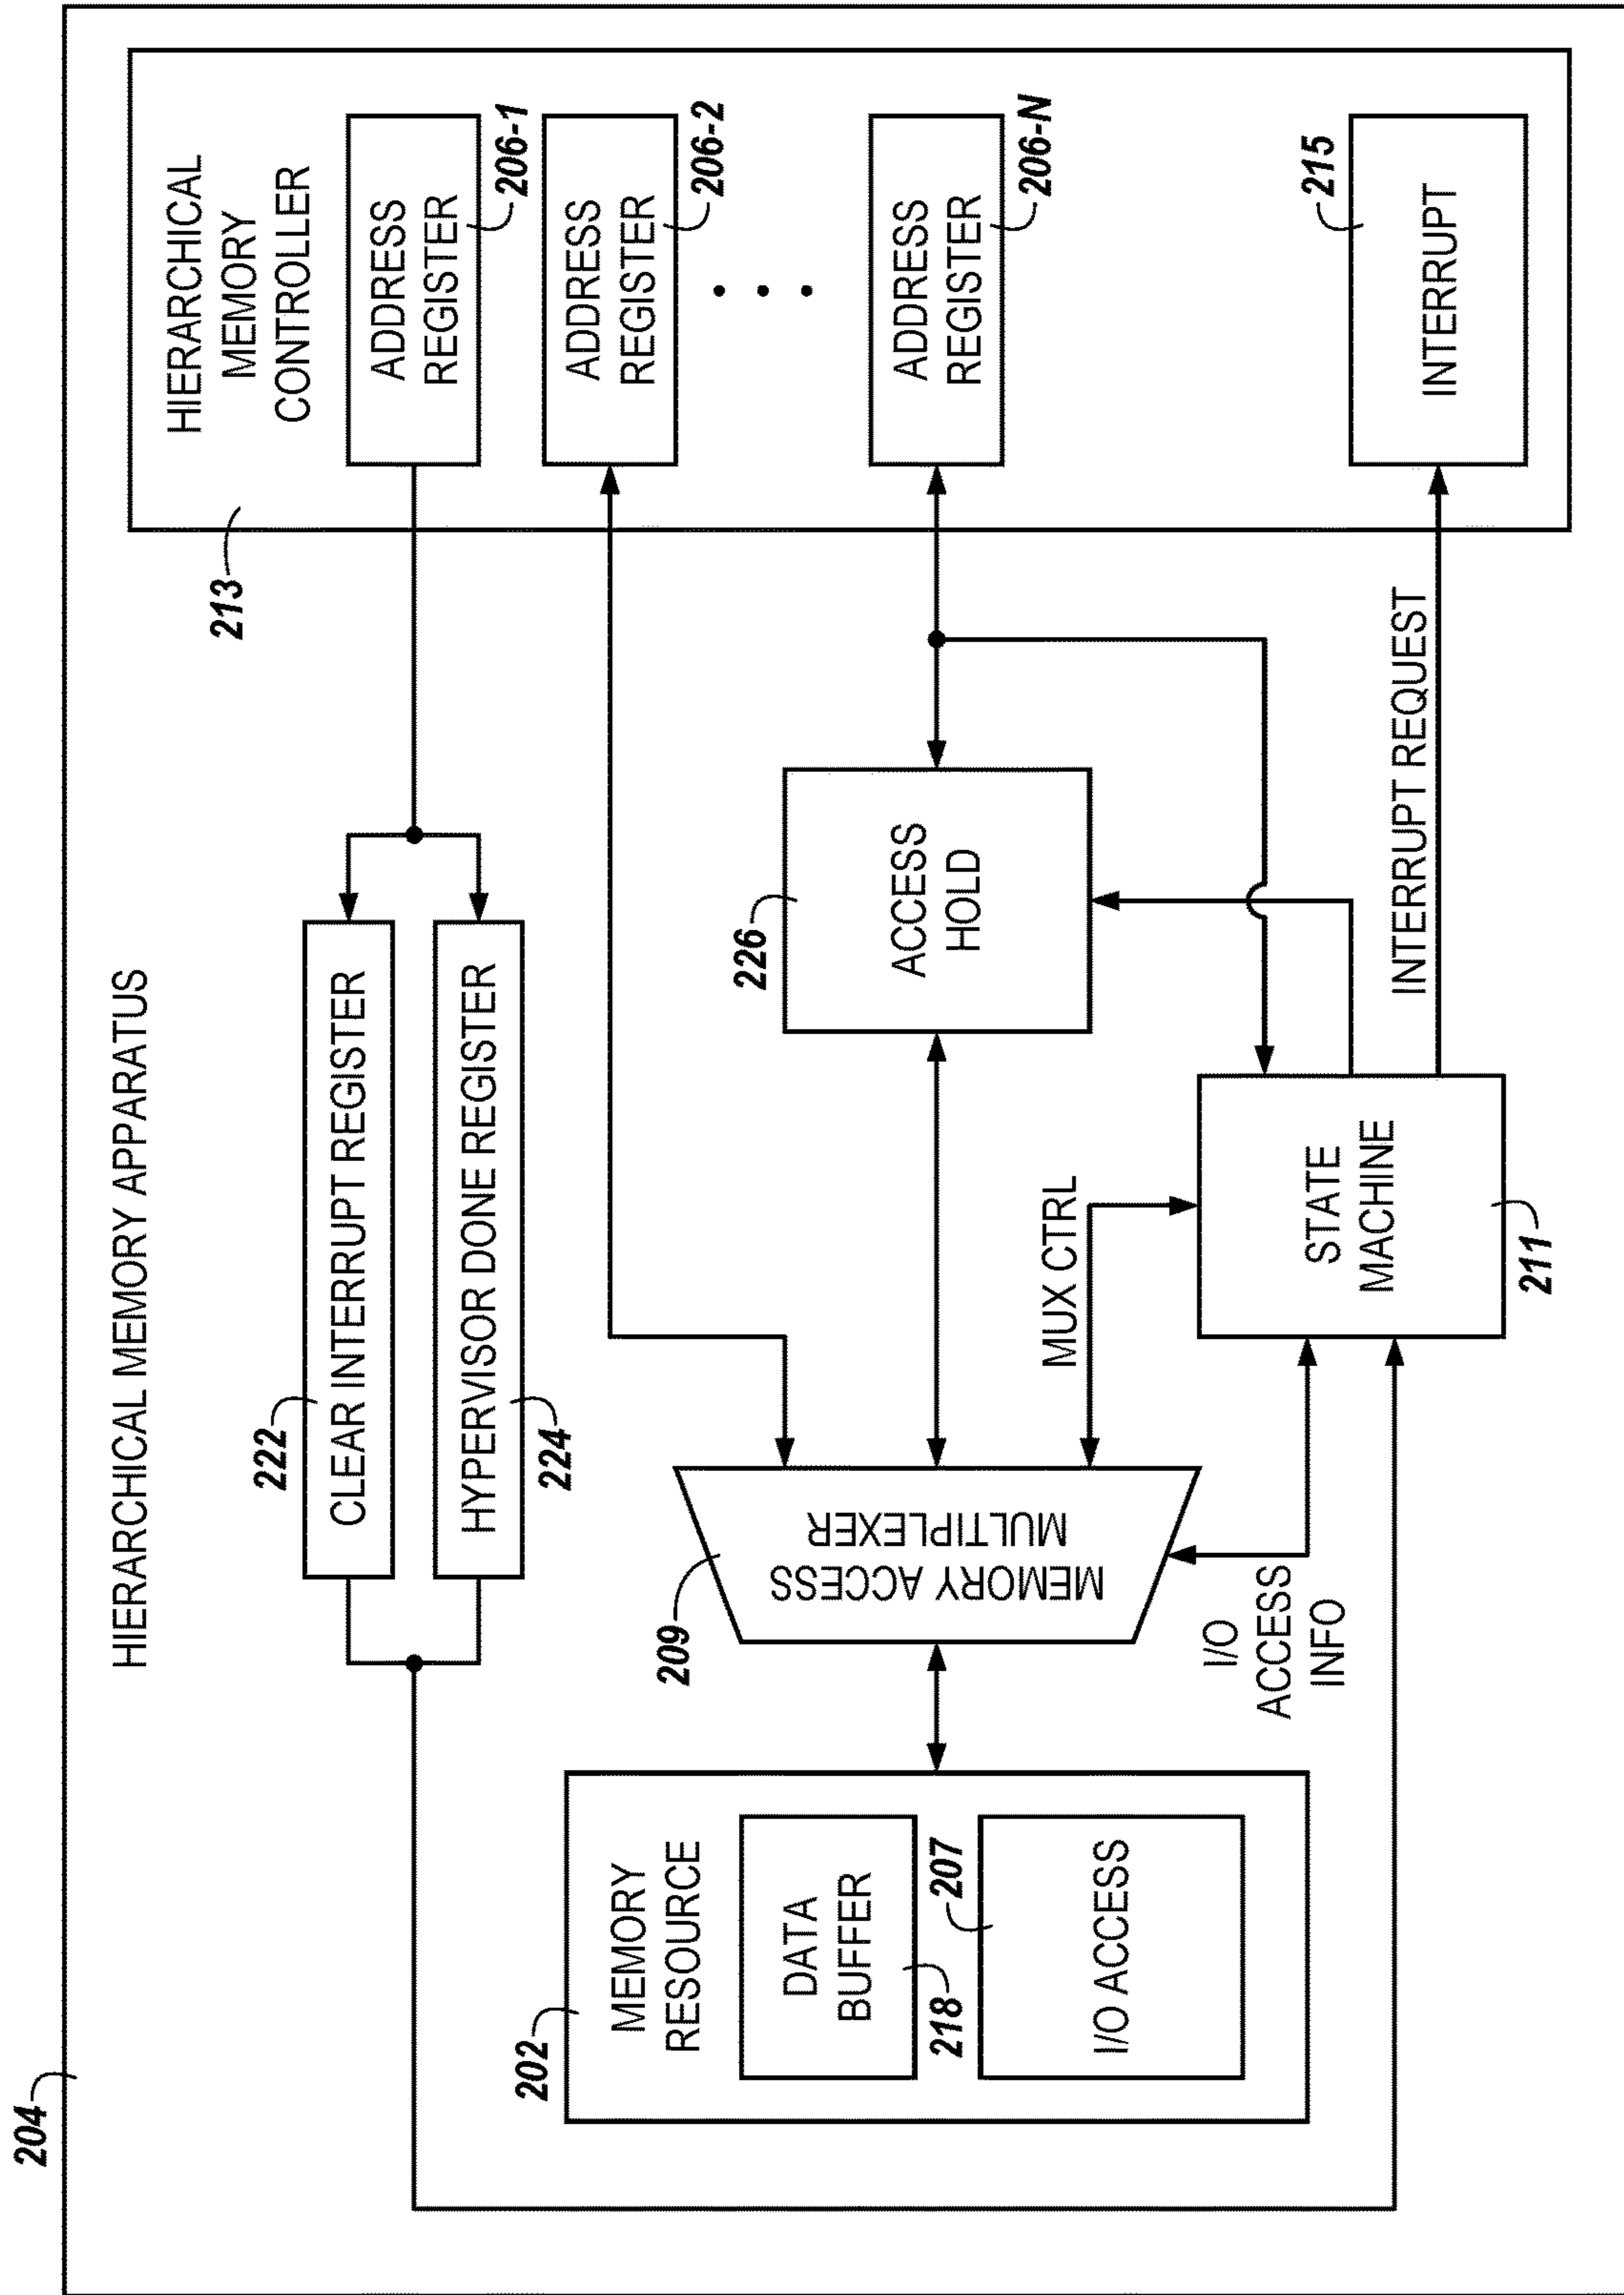 204
HIERARCHICAL MEMORY APPARATUS
213
HIERARCHICAL
MEMORY
CONTROLLER
222
CLEAR INTERRUPT REGISTER
HYPERVISOR DONE REGISTER
224
ADDRESS
REGISTER
206-1
ADDRESS
REGISTER
206-2
ADDRESS
REGISTER
206-N
202
MEMORY
RESOURCE
DATA
BUFFER
218
207
I/O ACCESS
209
MEMORY ACCESS
MULTIPLEXER
226
ACCESS
HOLD
MUX CTRL
I/O
ACCESS
INFO
STATE
MACHINE
211
INTERRUPT REQUEST
215
INTERRUPT